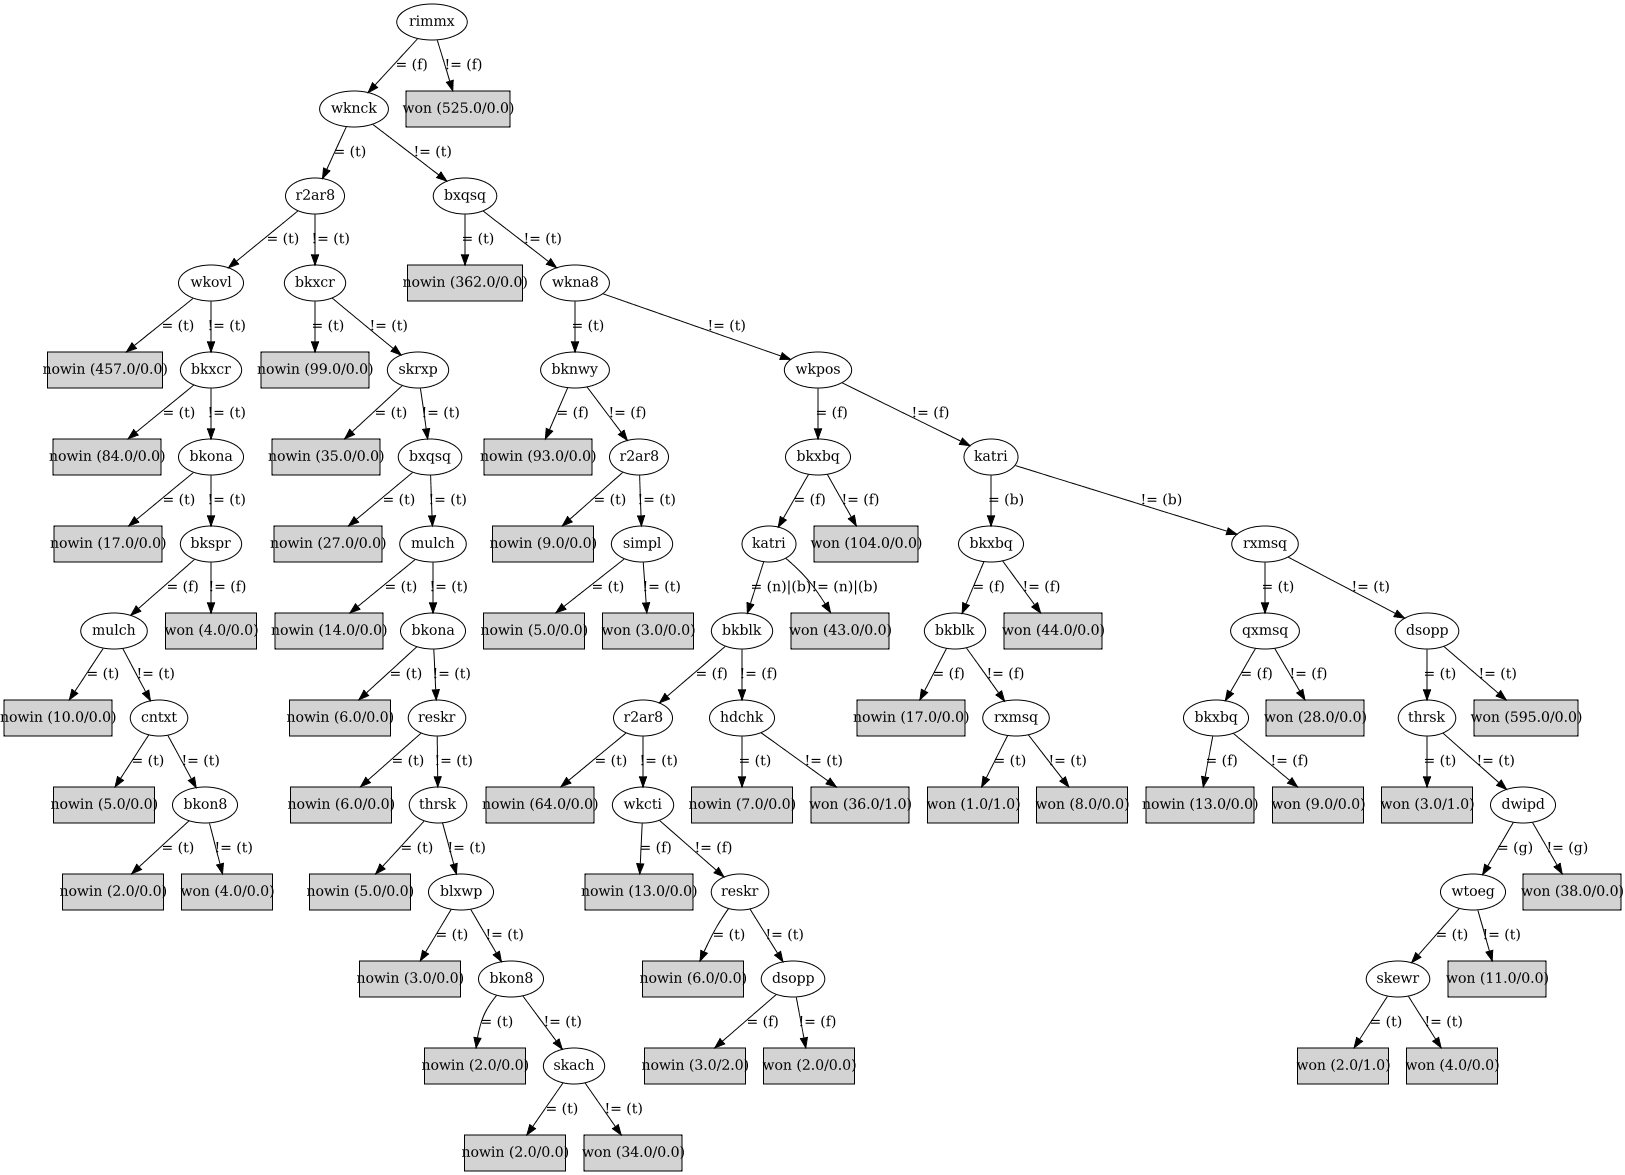 rimmx
= (f) != (f)
wknck won (525.0/0.0)
= (t) != (t)
r2ar8 bxqsq
= (t) != (t) = (t) != (t)
wkovl bkxcr nowin (362.0/0.0) wkna8
= (t) != (t) = (t) != (t) = (t) != (t)
nowin (457.0/0.0) bkxcr nowin (99.0/0.0) skrxp bknwy wkpos
= (t) != (t) = (t) != (t) = (f) != (f) = (f) != (f)
nowin (84.0/0.0) bkona nowin (35.0/0.0) bxqsq nowin (93.0/0.0) r2ar8 bkxbq katri
= (t) != (t) = (t) != (t) = (t) != (t) = (f) != (f) = (b) != (b)
nowin (17.0/0.0) bkspr nowin (27.0/0.0) mulch nowin (9.0/0.0) simpl katri won (104.0/0.0) bkxbq rxmsq
= (f) != (f) = (t) != (t) = (t) != (t) = (n)|(b) != (n)|(b) = (f) != (f) = (t) != (t)
mulch won (4.0/0.0) nowin (14.0/0.0) bkona nowin (5.0/0.0) won (3.0/0.0) bkblk won (43.0/0.0) bkblk won (44.0/0.0) qxmsq dsopp
= (t) != (t) = (t) != (t) = (f) != (f) = (f) != (f) = (f) != (f) = (t) != (t)
nowin (10.0/0.0) cntxt nowin (6.0/0.0) reskr r2ar8 hdchk nowin (17.0/0.0) rxmsq bkxbq won (28.0/0.0) thrsk won (595.0/0.0)
= (t) != (t) = (t) != (t) = (t) != (t) = (t) != (t) = (t) != (t) = (f) != (f) = (t) != (t)
nowin (5.0/0.0) bkon8 nowin (6.0/0.0) thrsk nowin (64.0/0.0) wkcti nowin (7.0/0.0) won (36.0/1.0) won (1.0/1.0) won (8.0/0.0) nowin (13.0/0.0) won (9.0/0.0) won (3.0/1.0) dwipd
= (t) != (t) = (t) != (t) = (f) != (f) = (g) != (g)
nowin (2.0/0.0) won (4.0/0.0) nowin (5.0/0.0) blxwp nowin (13.0/0.0) reskr wtoeg won (38.0/0.0)
= (t) != (t) = (t) != (t) = (t) != (t)
nowin (3.0/0.0) bkon8 nowin (6.0/0.0) dsopp skewr won (11.0/0.0)
= (t) != (t) = (f) != (f) = (t) != (t)
nowin (2.0/0.0) skach nowin (3.0/2.0) won (2.0/0.0) won (2.0/1.0) won (4.0/0.0)
= (t) != (t)
nowin (2.0/0.0) won (34.0/0.0)